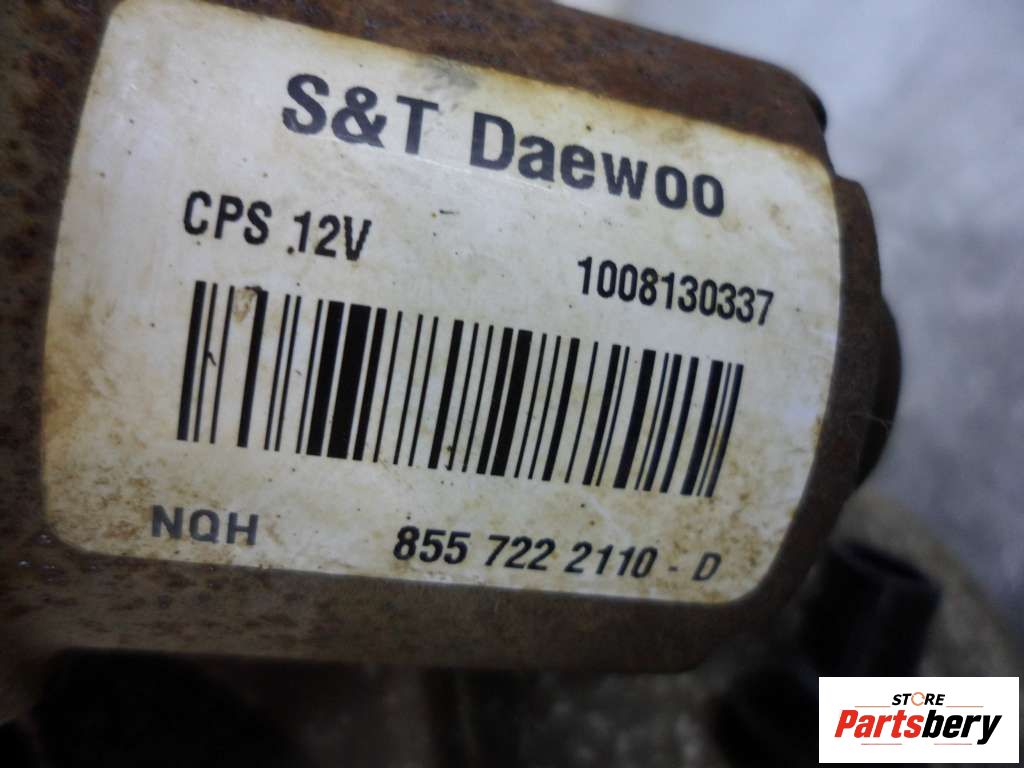 S&T Daewoo
CPS .12V
1008130337
NQH
855 722 2110 - D
STORE
Partsbery